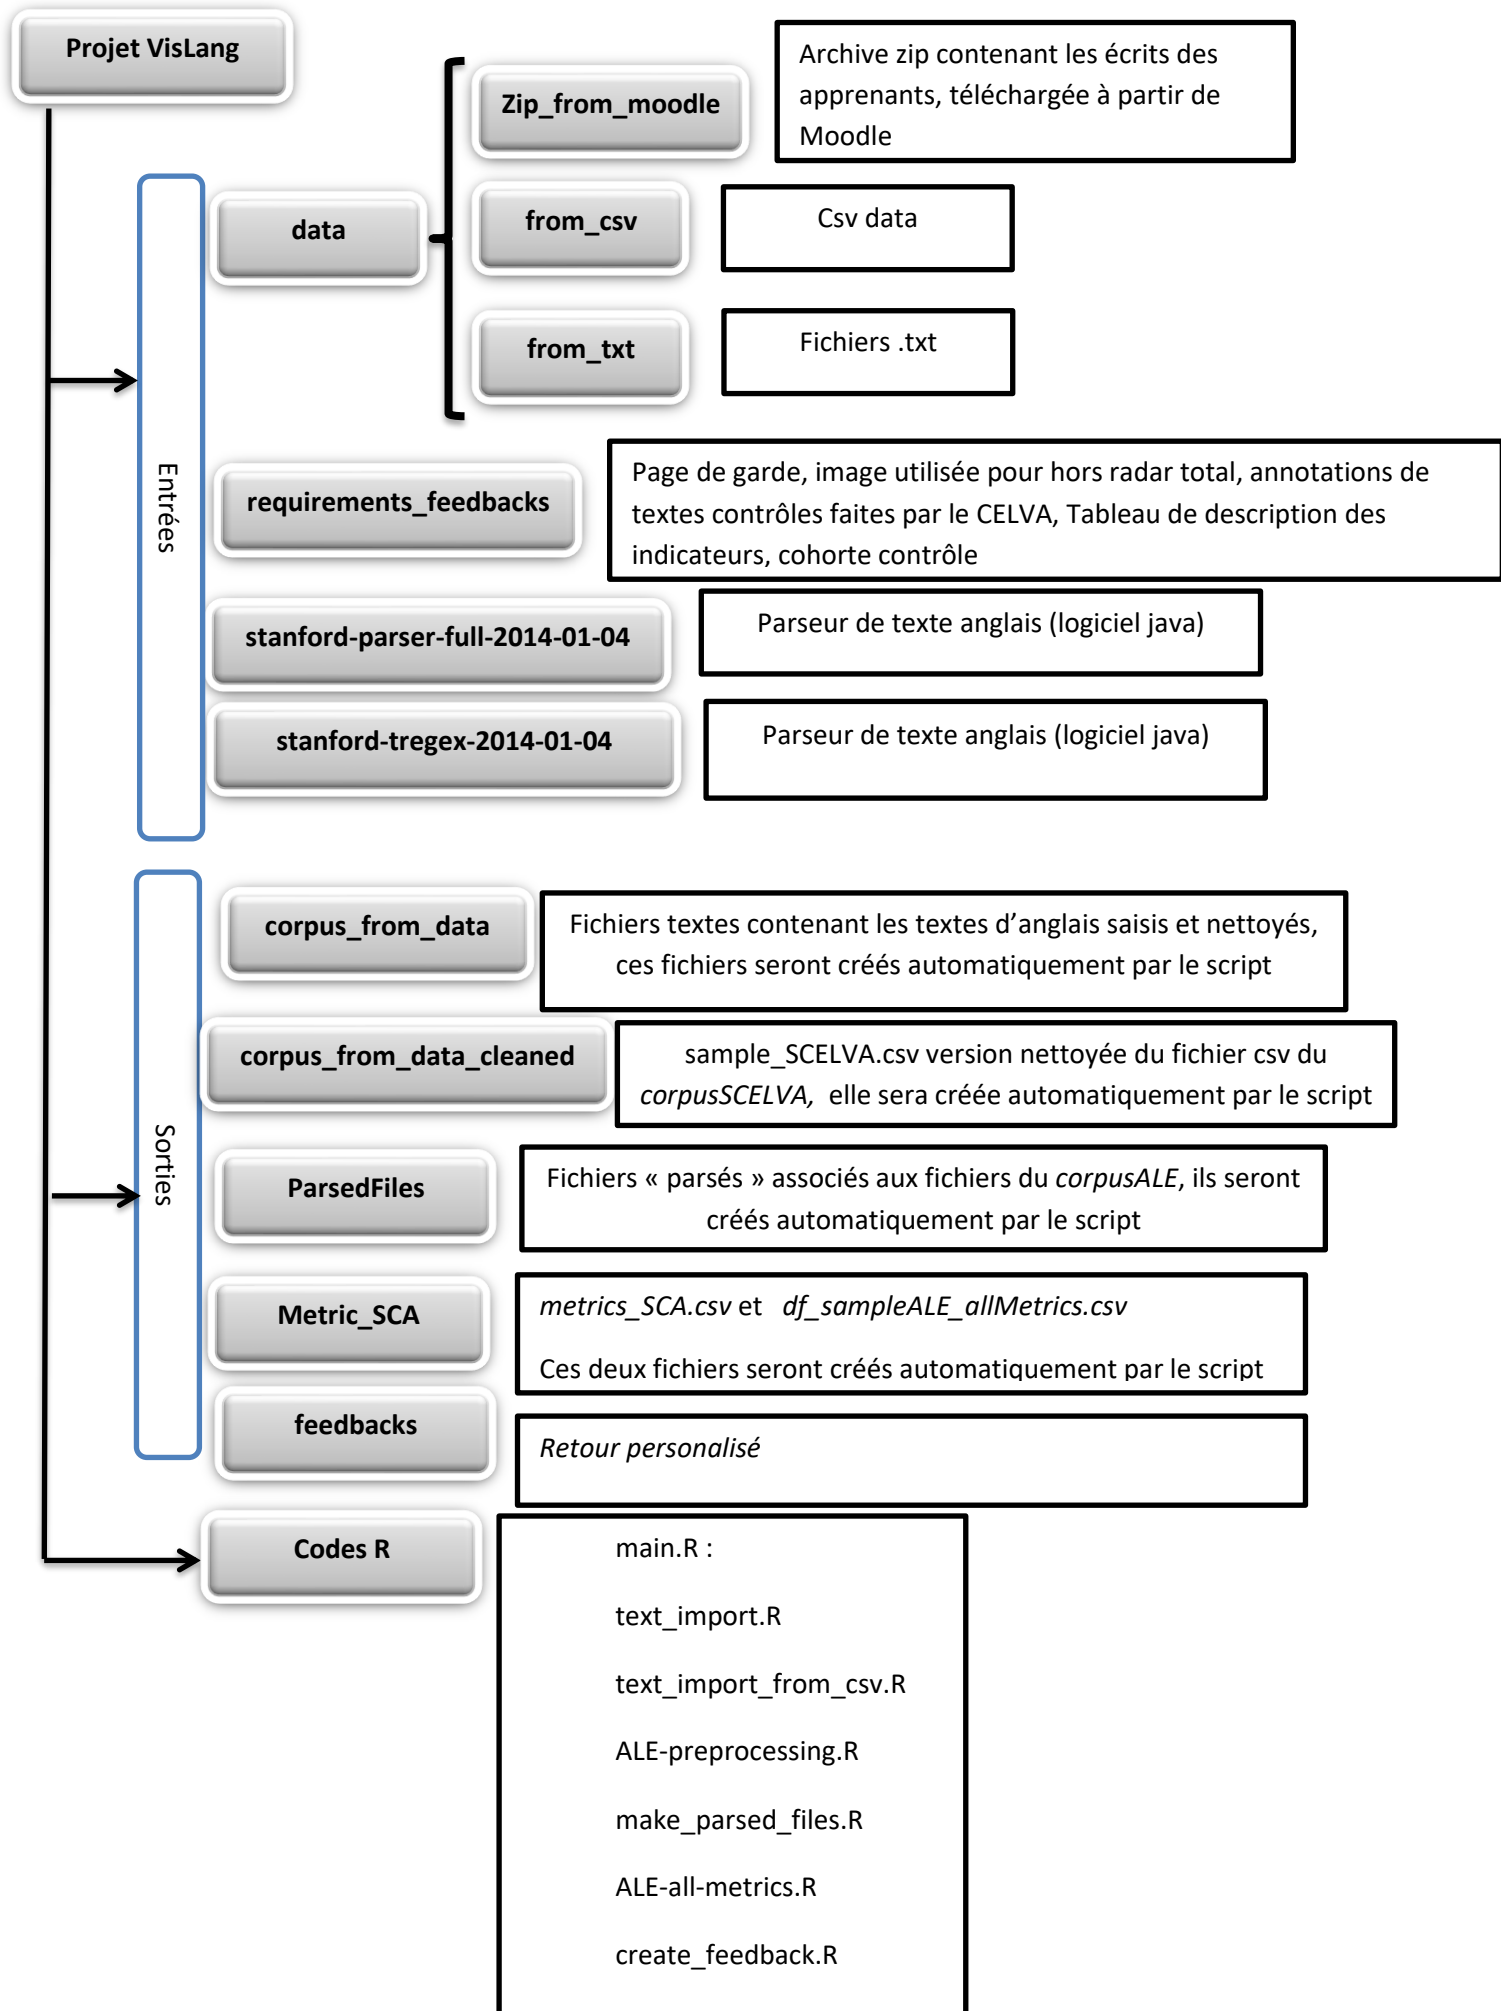 Projet VisLang
Zip_from_moodle
Archive zip contenant les écrits des
apprenants, téléchargée à partir de
Moodle
data
from_csv
Csv data
from_txt
Fichiers .txt
Entrées
requirements_feedbacks
Page de garde, image utilisée pour hors radar total, annotations de
textes contrôles faites par le CELVA, Tableau de description des
indicateurs, cohorte contrôle
stanford-parser-full-2014-01-04
Parseur de texte anglais (logiciel java)
stanford-tregex-2014-01-04
Parseur de texte anglais (logiciel java)
Sorties
corpus_from_data
Fichiers textes contenant les textes d’anglais saisis et nettoyés,
ces fichiers seront créés automatiquement par le script
corpus_from_data_cleaned
sample_SCELVA.csv version nettoyée du fichier csv du
corpusSCELVA, elle sera créée automatiquement par le script
ParsedFiles
Fichiers « parsés » associés aux fichiers du corpusALE, ils seront
créés automatiquement par le script
Metric_SCA
metrics_SCA.csv et df_sampleALE_allMetrics.csv
Ces deux fichiers seront créés automatiquement par le script
feedbacks
Retour personalisé
Codes R
main.R :
text_import.R
text_import_from_csv.R
ALE-preprocessing.R
make_parsed_files.R
ALE-all-metrics.R
create_feedback.R